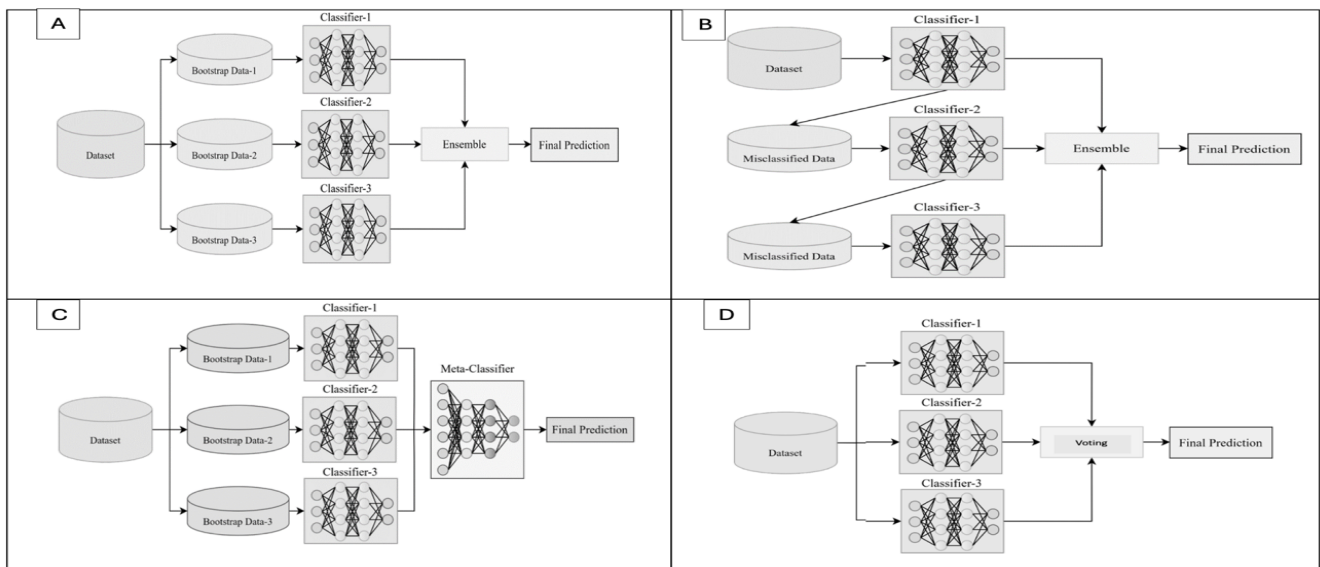 A
Classifier-1
Bootstrap Data-1
Classifier-2
Dataset
Bootstrap Data-2
Ensemble
Final Prediction
Classifier-3
Bootstrap Data-3
B
Classifier-1
Dataset
Classifier-2
Misclassified Data
Ensemble
Final Prediction
Classifier-3
Misclassified Data
C
Classifier-1
Bootstrap Data-1
Meta-Classifier
Classifier-2
Dataset
Bootstrap Data-2
Final Prediction
Classifier-3
Bootstrap Data-3
D
Classifier-1
Classifier-2
Dataset
Voting
Final Prediction
Classifier-3